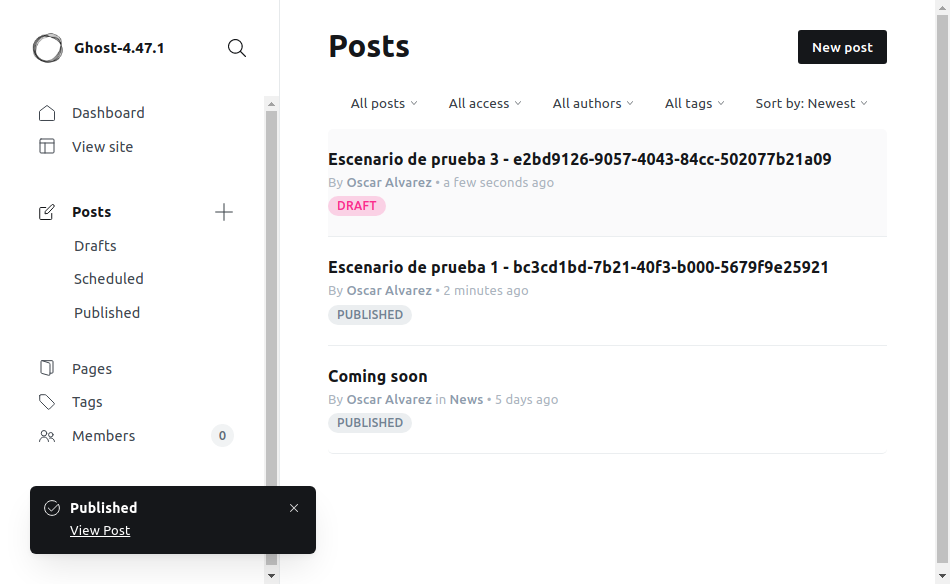 Ghost-4.47.1
Dashboard
View site
Posts
Drafts
Scheduled
Published
Pages
Tags
Members 0
Published
View Post
Posts
New post
All posts All access All authors All tags Sort by: Newest
Escenario de prueba 3 - e2bd9126-9057-4043-84cc-502077b21a09
By Oscar Alvarez • a few seconds ago
DRAFT
Escenario de prueba 1 - bc3cd1bd-7b21-40f3-b000-5679f9e25921
By Oscar Alvarez • 2 minutes ago
PUBLISHED
Coming soon
By Oscar Alvarez in News • 5 days ago
PUBLISHED